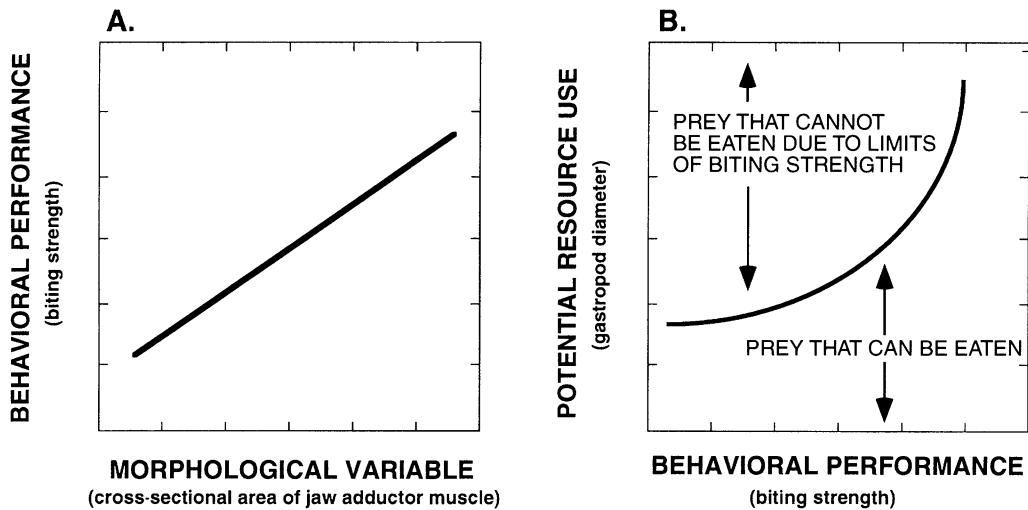 A.
BEHAVIORAL PERFORMANCE
(biting strength)
MORPHOLOGICAL VARIABLE
(cross-sectional area of jaw adductor muscle)
B.
POTENTIAL RESOURCE USE
(gastropod diameter)
PREY THAT CANNOT
BE EATEN DUE TO LIMITS
OF BITING STRENGTH
PREY THAT CAN BE EATEN
BEHAVIORAL PERFORMANCE
(biting strength)